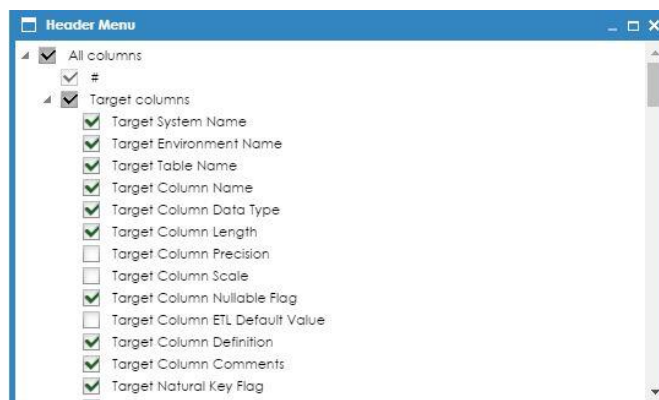 Header Menu
All columns
#
Target columns
Target System Name
Target Environment Name
Target Table Name
Target Column Name
Target Column Data Type
Target Column Length
Target Column Precision
Target Column Scale
Target Column Nullable Flag
Target Column ETL Default Value
Target Column Definition
Target Column Comments
Target Natural Key Flag